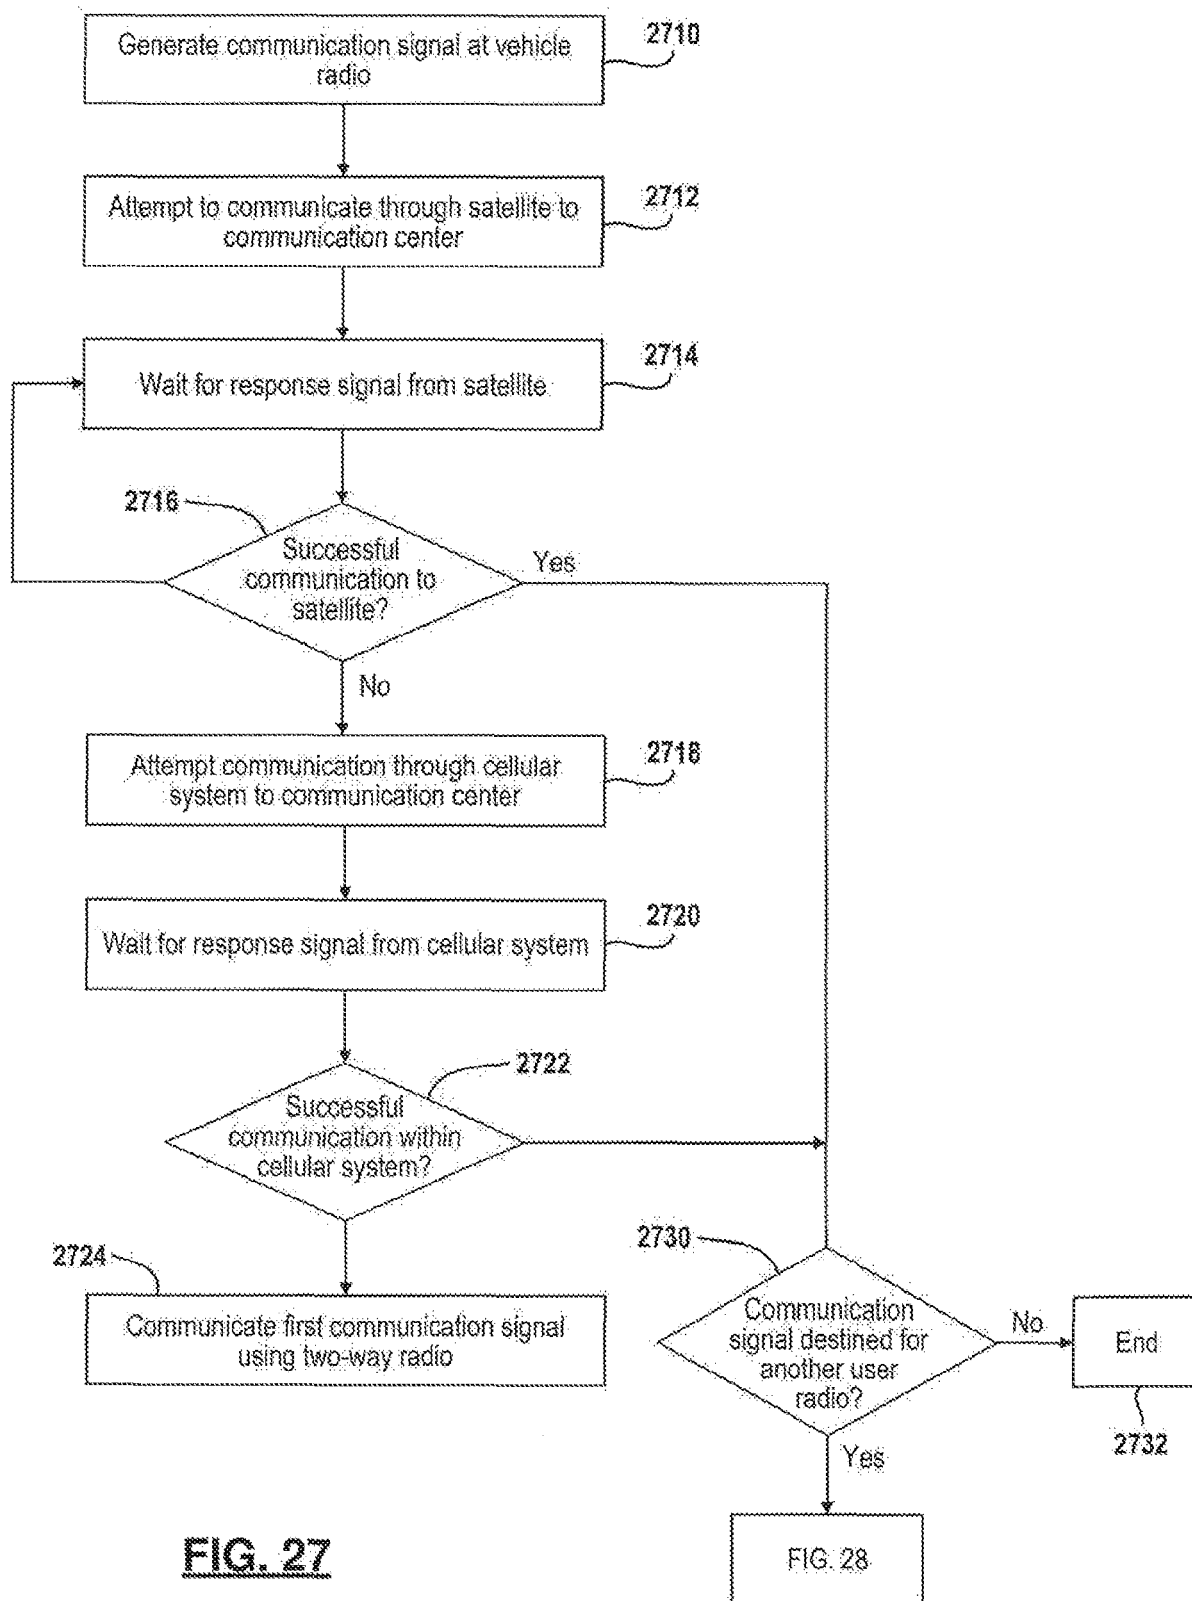 Generate communication signal at vehicle
radio
2710
Attempt to communicate through satellite to
communication center
2712
Wait for response signal from satellite
2714
2716
Successful
communication to
satellite?
Yes
No
Attempt communication through cellular
system to communication center
2718
Wait for response signal from cellular system
2720
2722
Successful
communication within
cellular system?
2724
Communicate first communication signal
using two-way radio
2730
Communication
signal destined for
another user
radio?
No
End
2732
Yes
FIG. 28
FIG. 27